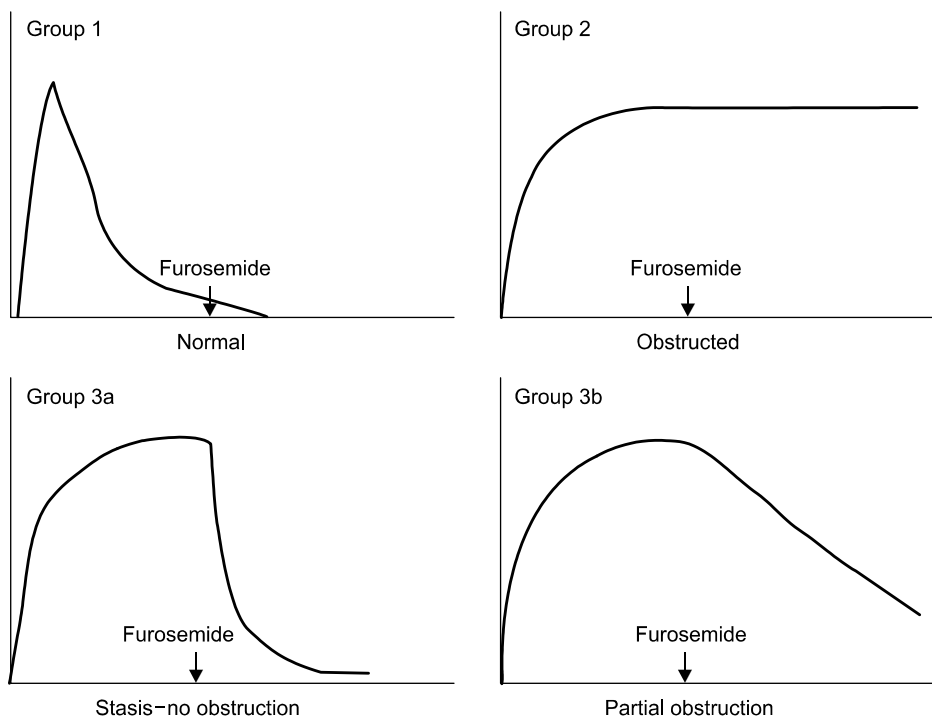 Group 1
Furosemide
Normal
Group 2
Furosemide
Obstructed
Group 3a
Furosemide
Stasis–no obstruction
Group 3b
Furosemide
Partial obstruction